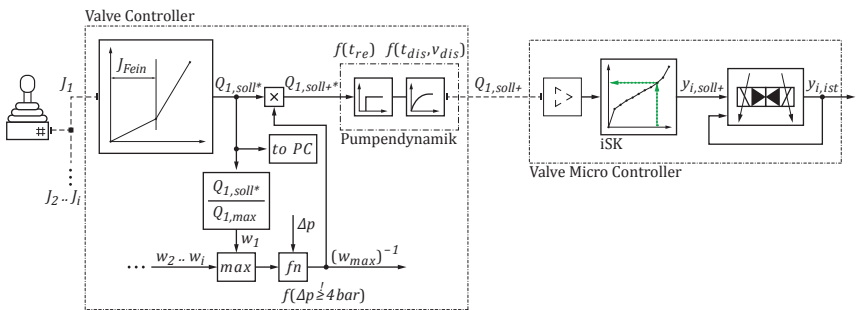 Valve Controller
J_Fein
J_1
Q_1,soll*
Q_1,soll+*
f(t_re)
f(t_dis,v_dis)
Q_1,soll+
y_i,soll+
y_i,ist
×
#
to PC
Pumpendynamik
iSK
Valve Micro Controller
J_2 .. J_i
Q_1,soll*
Q_1,max
Δp
w_1
w_2 .. w_i
max
fn
(w_max)^-1
f(Δp ≥! 4bar)